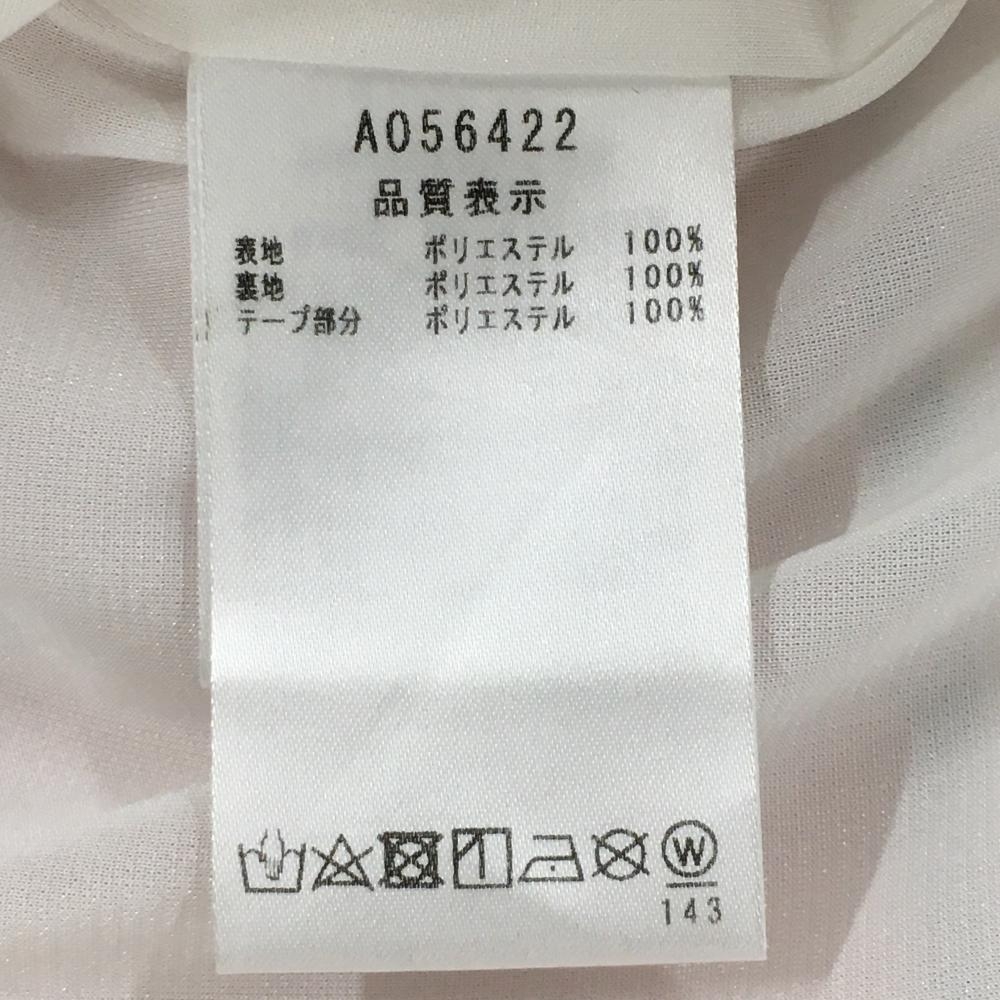 A056422
品質表示
表地 ポリエステル 100%
裏地 ポリエステル 100%
テープ部分 ポリエステル 100%
W
143